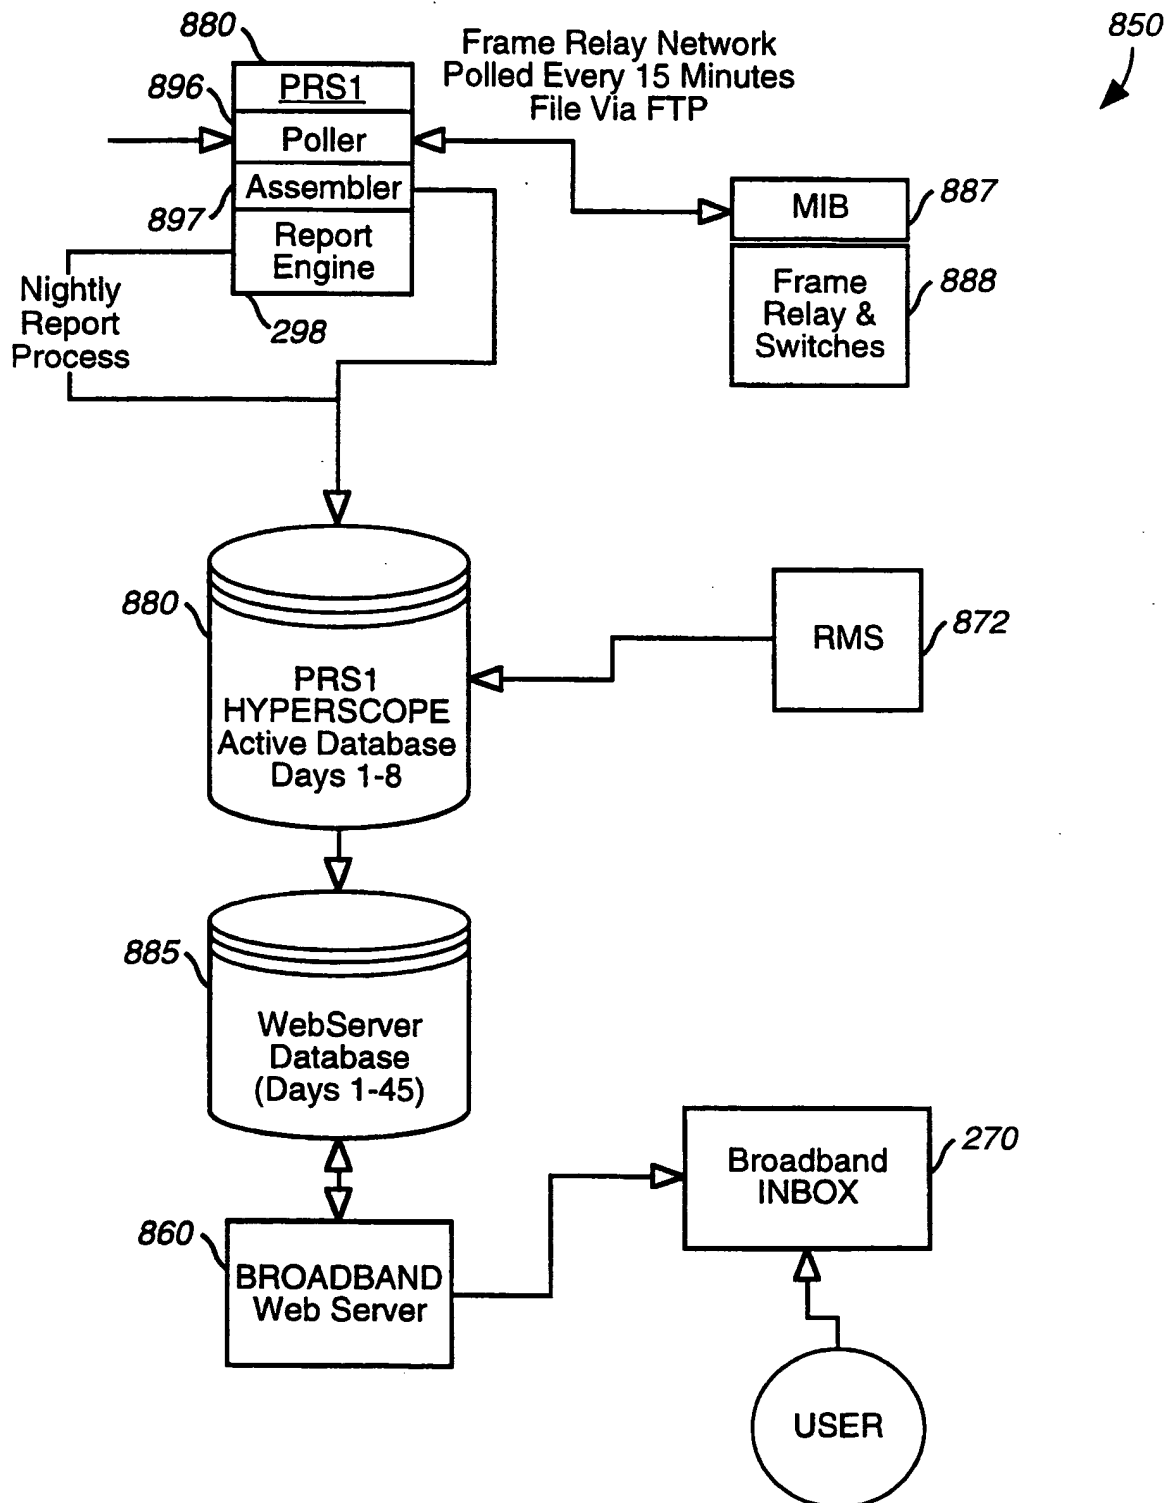 850
880
Frame Relay Network
Polled Every 15 Minutes
File Via FTP
896
PRS1
Poller
Assembler
897
Report
Engine
298
Nightly
Report
Process
MIB
887
Frame
Relay &
Switches
888
880
PRS1
HYPERSCOPE
Active Database
Days 1-8
RMS
872
885
WebServer
Database
(Days 1-45)
860
BROADBAND
Web Server
Broadband
INBOX
270
USER